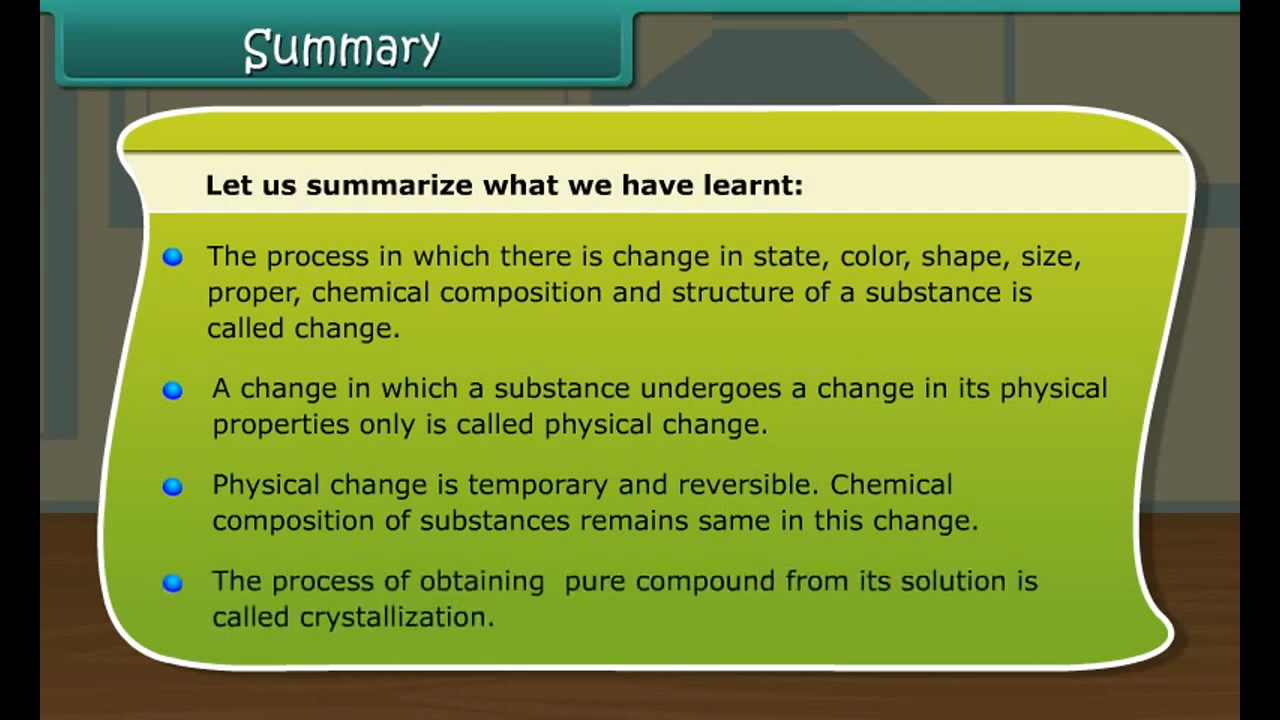 Summary
Let us summarize what we have learnt:
The process in which there is change in state, color, shape, size,
proper, chemical composition and structure of a substance is
called change.
A change in which a substance undergoes a change in its physical
properties only is called physical change.
Physical change is temporary and reversible. Chemical
composition of substances remains same in this change.
The process of obtaining  pure compound from its solution is
called crystallization.